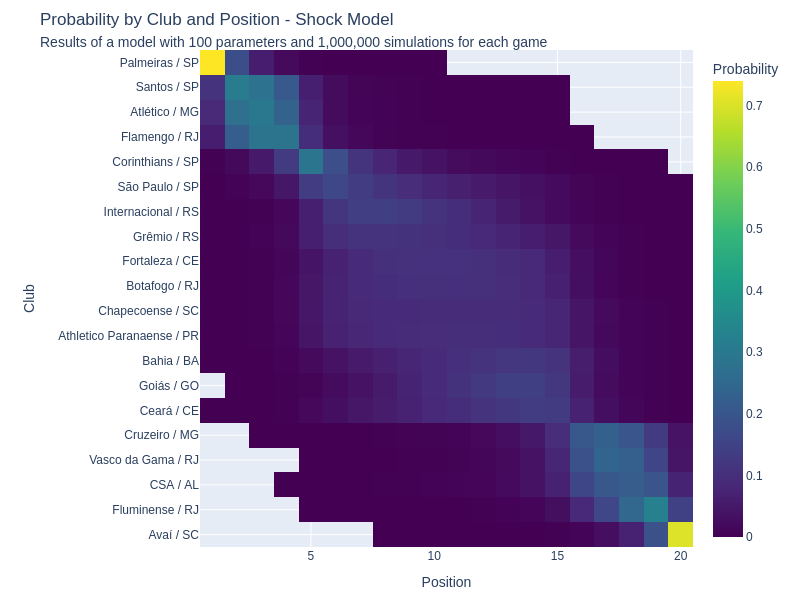 Probability by Club and Position - Shock Model
Results of a model with 100 parameters and 1,000,000 simulations for each game
Probability
Club
Palmeiras / SP
Santos / SP
Atlético / MG
Flamengo / RJ
Corinthians / SP
São Paulo / SP
Internacional / RS
Grêmio / RS
Fortaleza / CE
Botafogo / RJ
Chapecoense / SC
Athletico Paranaense / PR
Bahia / BA
Goiás / GO
Ceará / CE
Cruzeiro / MG
Vasco da Gama / RJ
CSA / AL
Fluminense / RJ
Avaí / SC
0.7
0.6
0.5
0.4
0.3
0.2
0.1
0
5 10 15 20
Position